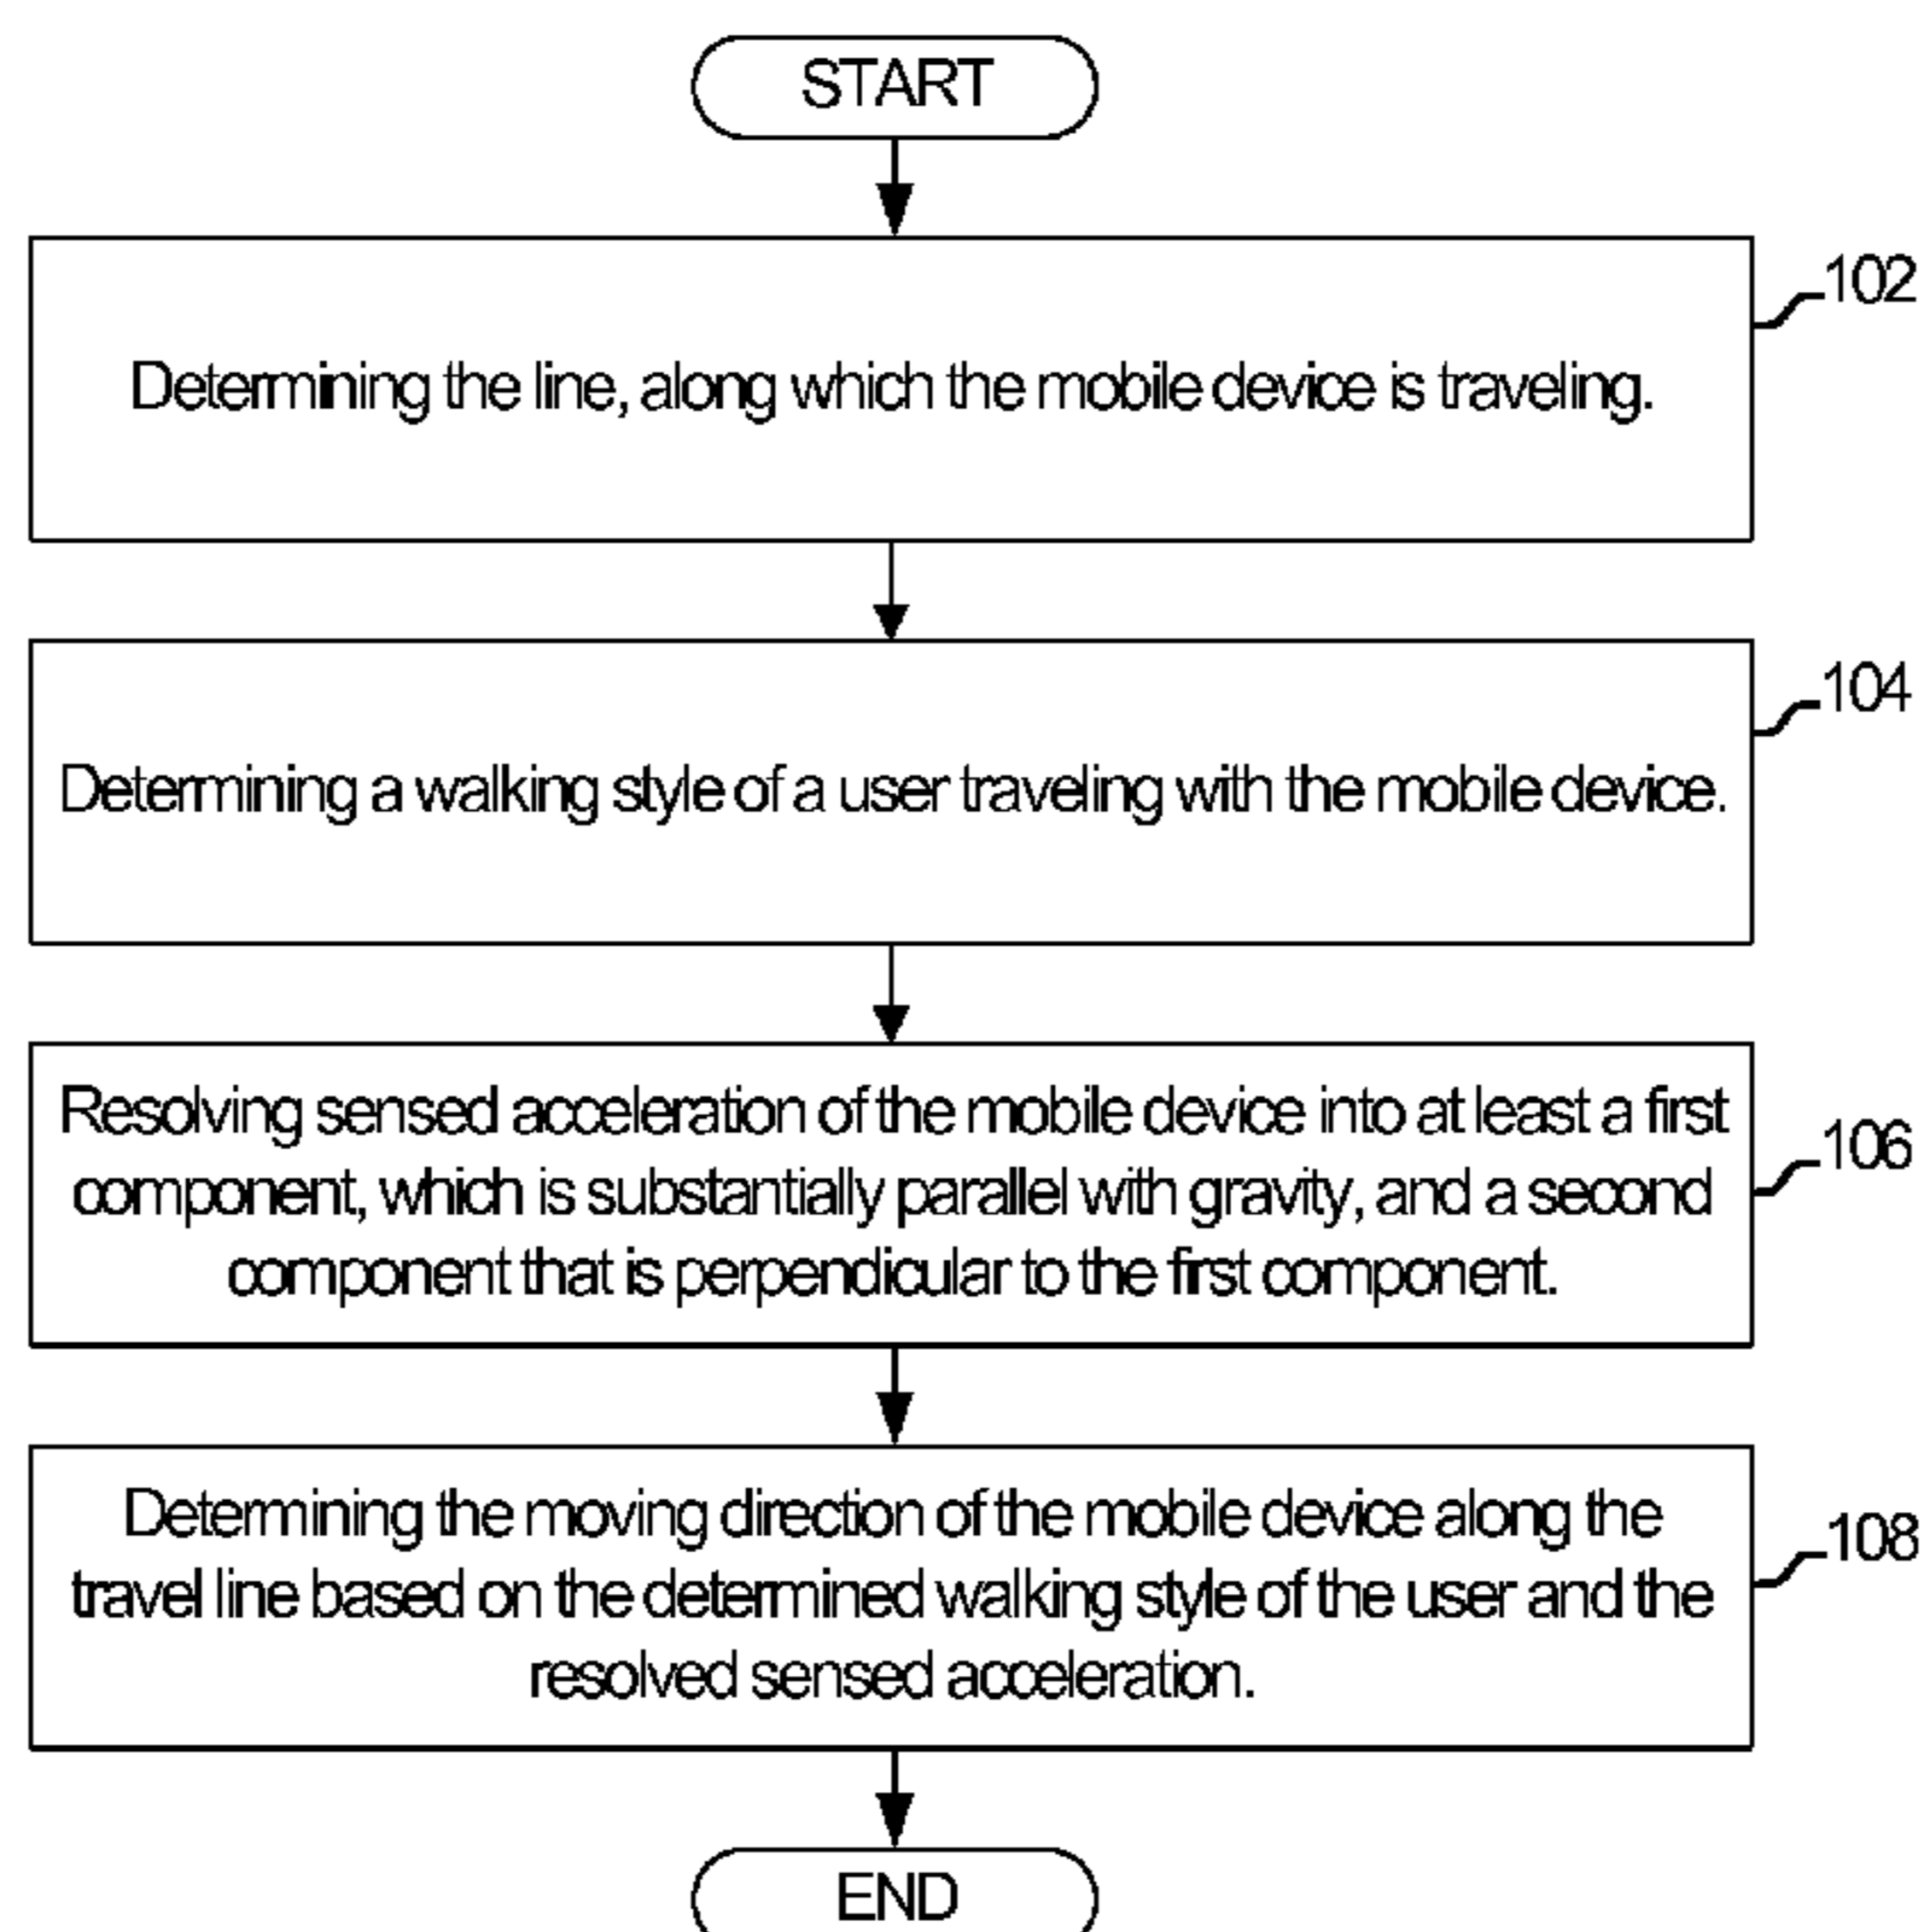 START
102
Determining the line, along which the mobile device is traveling.
104
Determining a walking style of a user traveling with the mobile device.
Resolving sensed acceleration of the mobile device into at least a first
106
component, which is substantially parallel with gravity, and a second
component that is perpendicular to the first component.
Determining the moving direction of the mobile device along the
108
travel line based on the determined walking style of the user and the
resolved sensed acceleration.
END